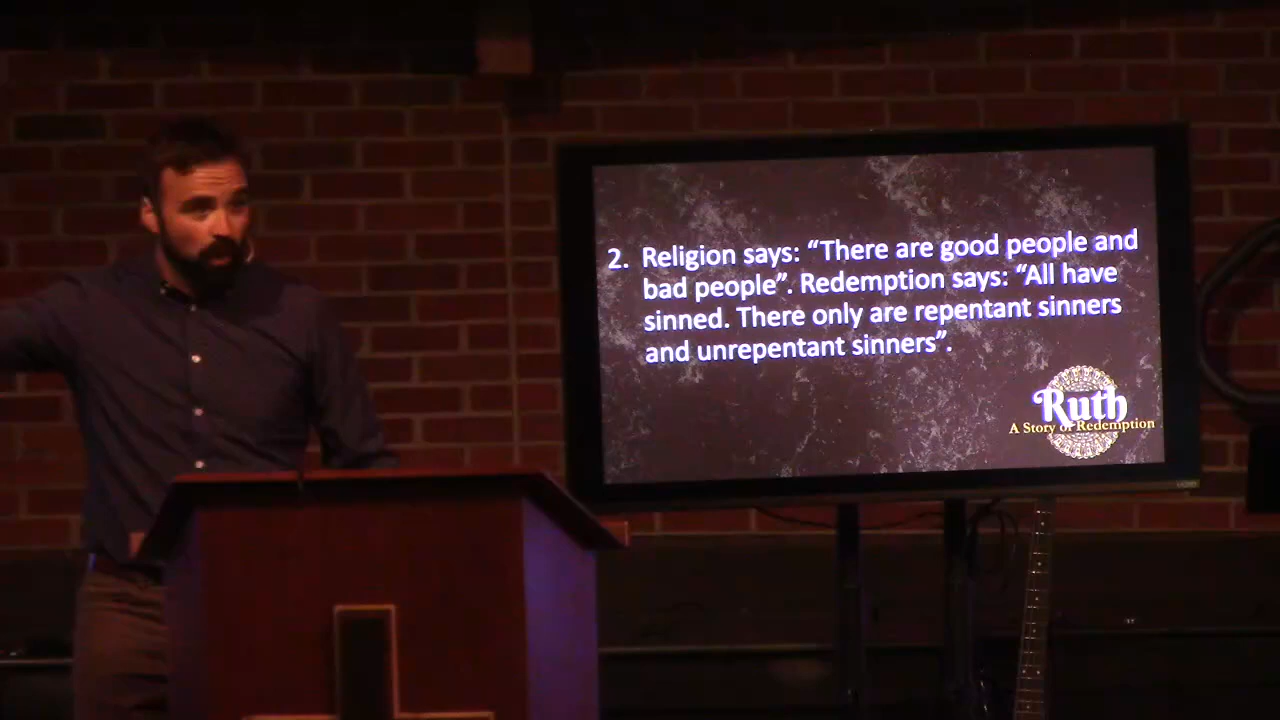 2. Religion says: “There are good people and
bad people”. Redemption says: “All have
sinned. There only are repentant sinners
and unrepentant sinners”.
Ruth
A Story of Redemption